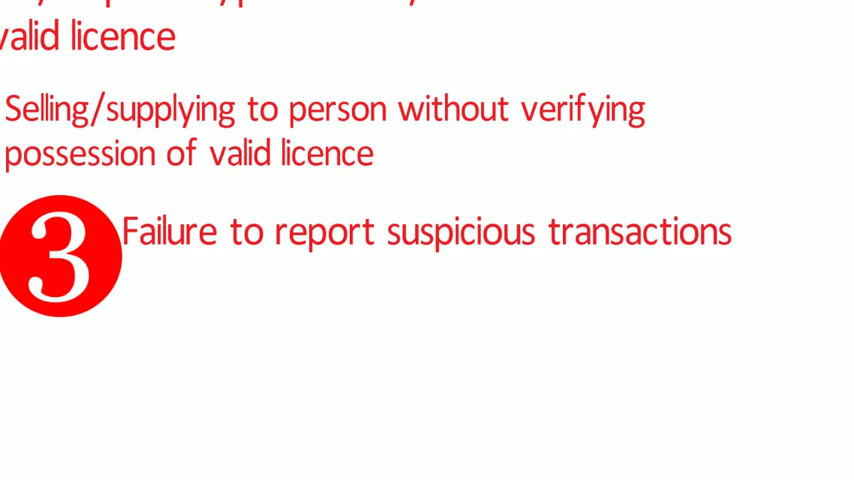 valid licence
Selling/supplying to person without verifying
possession of valid licence
3 Failure to report suspicious transactions